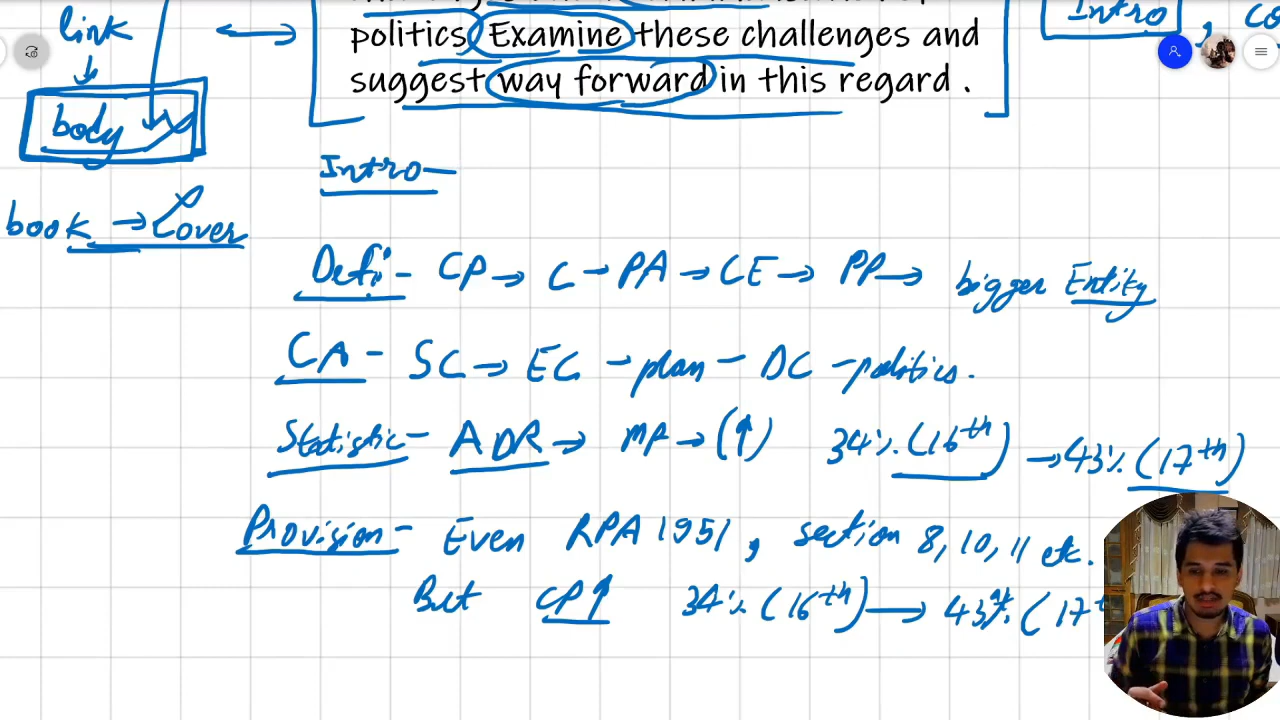 link
politics. Examine these challenges and
suggest way forward in this regard .
Intro , co
body
Intro-
book → Cover
Defi - CP → C - PA → CE → PP → bigger Entity
CA - SC → EC - plan - DC - politics.
Statistic - ADR → MP → (↑) 34% (16th) → 43% (17th)
Provision - Even RPA 1951, section 8, 10, 11 etc.
But CP↑ 34% (16th) → 43% (17t